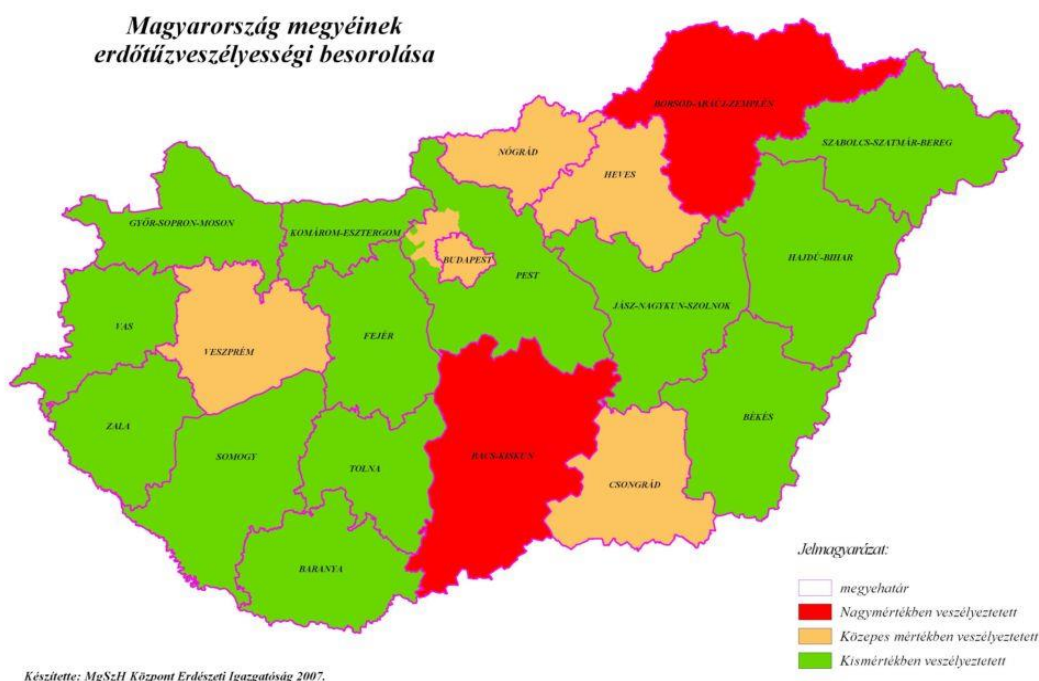 Magyarország megyéinek
erdőtűzveszélyességi besorolása
BORSOD-ABAÚJ-ZEMPLÉN
SZABOLCS-SZATMÁR-BEREG
NÓGRÁD
HEVES
GYŐR-SOPRON-MOSON
KOMÁROM-ESZTERGOM
BUDAPEST
PEST
HAJDÚ-BIHAR
JÁSZ-NAGYKUN-SZOLNOK
VAS
VESZPRÉM
FEJÉR
ZALA
SOMOGY
TOLNA
BÁCS-KISKUN
BÉKÉS
CSONGRÁD
BARANYA
Jelmagyarázat:
megyehatár
Nagymértékben veszélyeztetett
Közepes mértékben veszélyeztetett
Kismértékben veszélyeztetett
Készítette: MgSzH Központ Erdészeti Igazgatóság 2007.